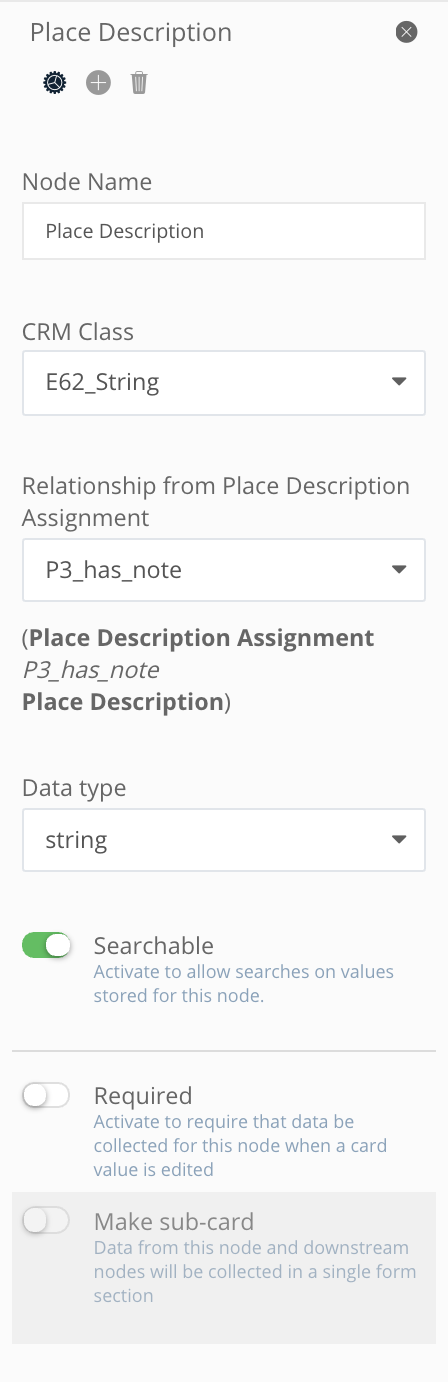 Place Description
Node Name
Place Description
CRM Class
E62_String
Relationship from Place Description
Assignment
P3_has_note
(Place Description Assignment
P3_has_note
Place Description)
Data type
string
Searchable
Activate to allow searches on values
stored for this node.
Required
Activate to require that data be
collected for this node when a card
value is edited
Make sub-card
Data from this node and downstream
nodes will be collected in a single form
section